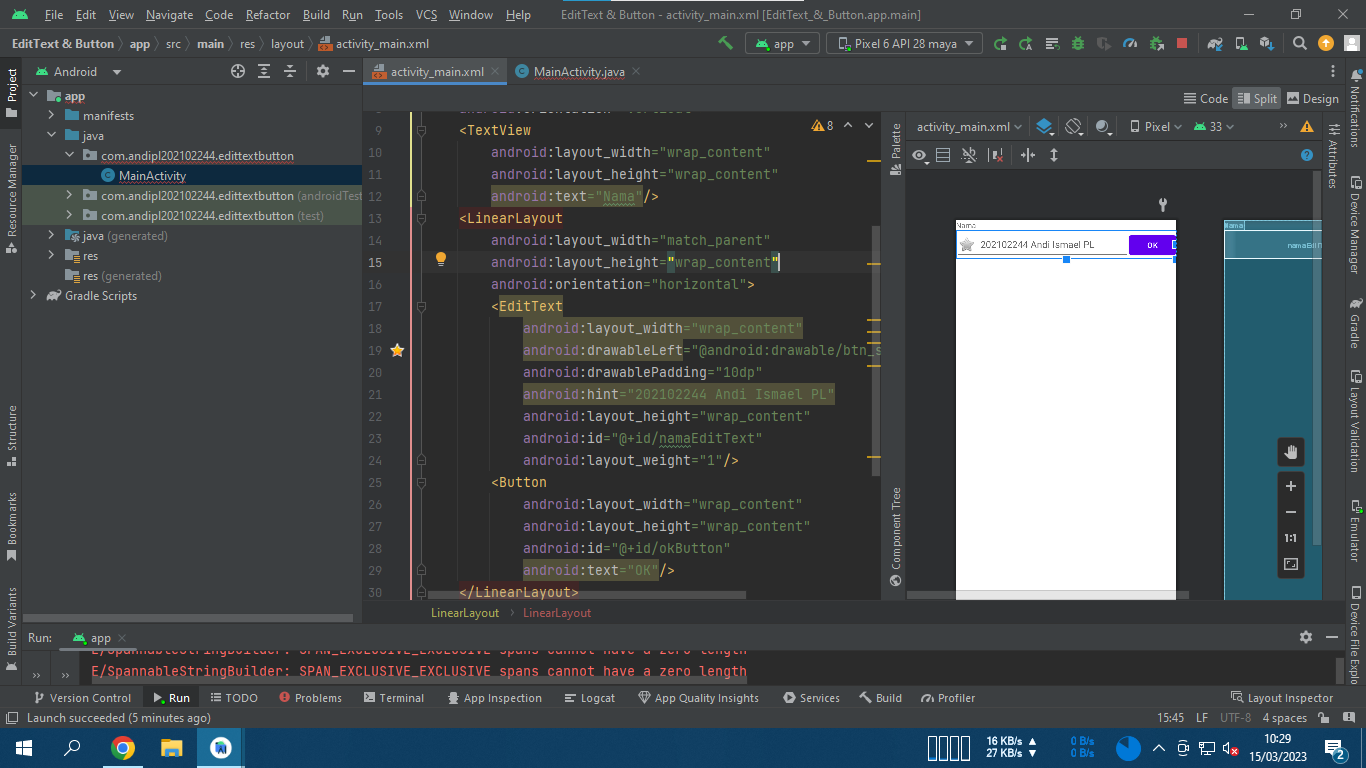 File Edit View Navigate Code Refactor Build Run Tools VCS Window Help EditText & Button - activity_main.xml [EditText_&_Button.app.main]
EditText & Button app src main res layout activity_main.xml app Pixel 6 API 28 maya
Android activity_main.xml MainActivity.java
Code Split Design
activity_main.xml Pixel 33
Project
Resource Manager
Structure
Bookmarks
Build Variants
app
manifests
java
com.andipl202102244.edittextbutton
MainActivity
com.andipl202102244.edittextbutton (androidTest
com.andipl202102244.edittextbutton (test)
java (generated)
res
res (generated)
Gradle Scripts
8
9 <TextView
10 android:layout_width="wrap_content"
11 android:layout_height="wrap_content"
12 android:text="Nama"/>
13 <LinearLayout
14 android:layout_width="match_parent"
15 android:layout_height="wrap_content"
16 android:orientation="horizontal">
17 <EditText
18 android:layout_width="wrap_content"
19 android:drawableLeft="@android:drawable/btn_s
20 android:drawablePadding="10dp"
21 android:hint="202102244 Andi Ismael PL"
22 android:layout_height="wrap_content"
23 android:id="@+id/namaEditText"
24 android:layout_weight="1"/>
25 <Button
26 android:layout_width="wrap_content"
27 android:layout_height="wrap_content"
28 android:id="@+id/okButton"
29 android:text="OK"/>
30 </LinearLayout>
LinearLayout LinearLayout
Palette
Component Tree
Nama
202102244 Andi Ismael PL OK
Nama
namaEdit
1:1
Notifications
Attributes
Device Manager
Gradle
Layout Validation
Emulator
Device File Explo
Run: app
E/SpannableStringBuilder: SPAN_EXCLUSIVE_EXCLUSIVE spans cannot have a zero length
E/SpannableStringBuilder: SPAN_EXCLUSIVE_EXCLUSIVE spans cannot have a zero length
Version Control Run TODO Problems Terminal App Inspection Logcat App Quality Insights Services Build Profiler Layout Inspector
Launch succeeded (5 minutes ago) 15:45 LF UTF-8 4 spaces
16 KB/s 0 B/s 10:29
27 KB/s 0 B/s 15/03/2023 2